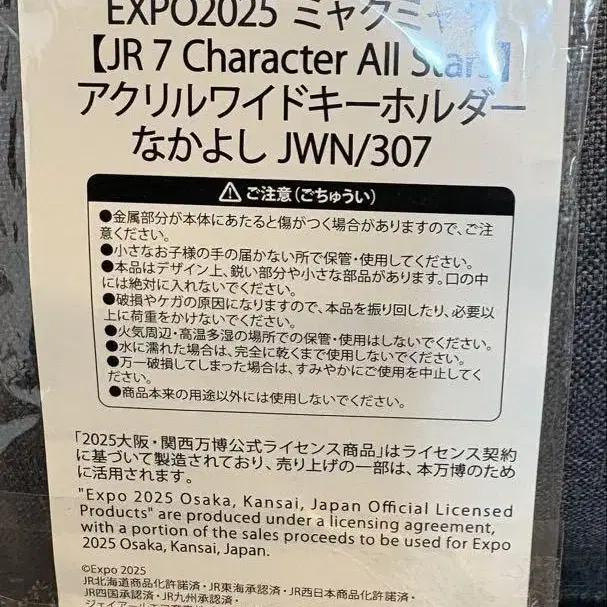 EXPO2025 ミャクミャク
【JR 7 Character All Stars】
アクリルワイドキーホルダー
なかよし JWN/307
ご注意(ごちゅうい)
●金属部分が本体にあたると傷がつく場合がありますので、ご注
意ください。
●小さなお子様の手の届かない所で保管・使用してください。
●本品はデザイン上、鋭い部分や小さな部品があります。口の中
には絶対に入れないでください。
●破損やケガの原因になりますので、本品を振り回したり、必要以
上に荷重をかけないでください。
●火気周辺・高温多湿の場所での保管・使用はしないでください。
●水に濡れた場合は、完全に乾くまで使用しないでください。
●万一破損してしまった場合は、すみやかにご使用を中止してく
ださい。
●商品本来の用途以外には使用しないでください。
「2025大阪・関西万博公式ライセンス商品」はライセンス契約
に基づいて製造されており、売り上げの一部は、本万博のため
に活用されます。
"Expo 2025 Osaka, Kansai, Japan Official Licensed
Products" are produced under a licensing agreement,
with a portion of the sales proceeds to be used for Expo
2025 Osaka, Kansai, Japan.
©Expo 2025
JR北海道商品化許諾済・JR東海承認済・JR西日本商品化許諾済・
JR四国承認済・JR九州承認済・